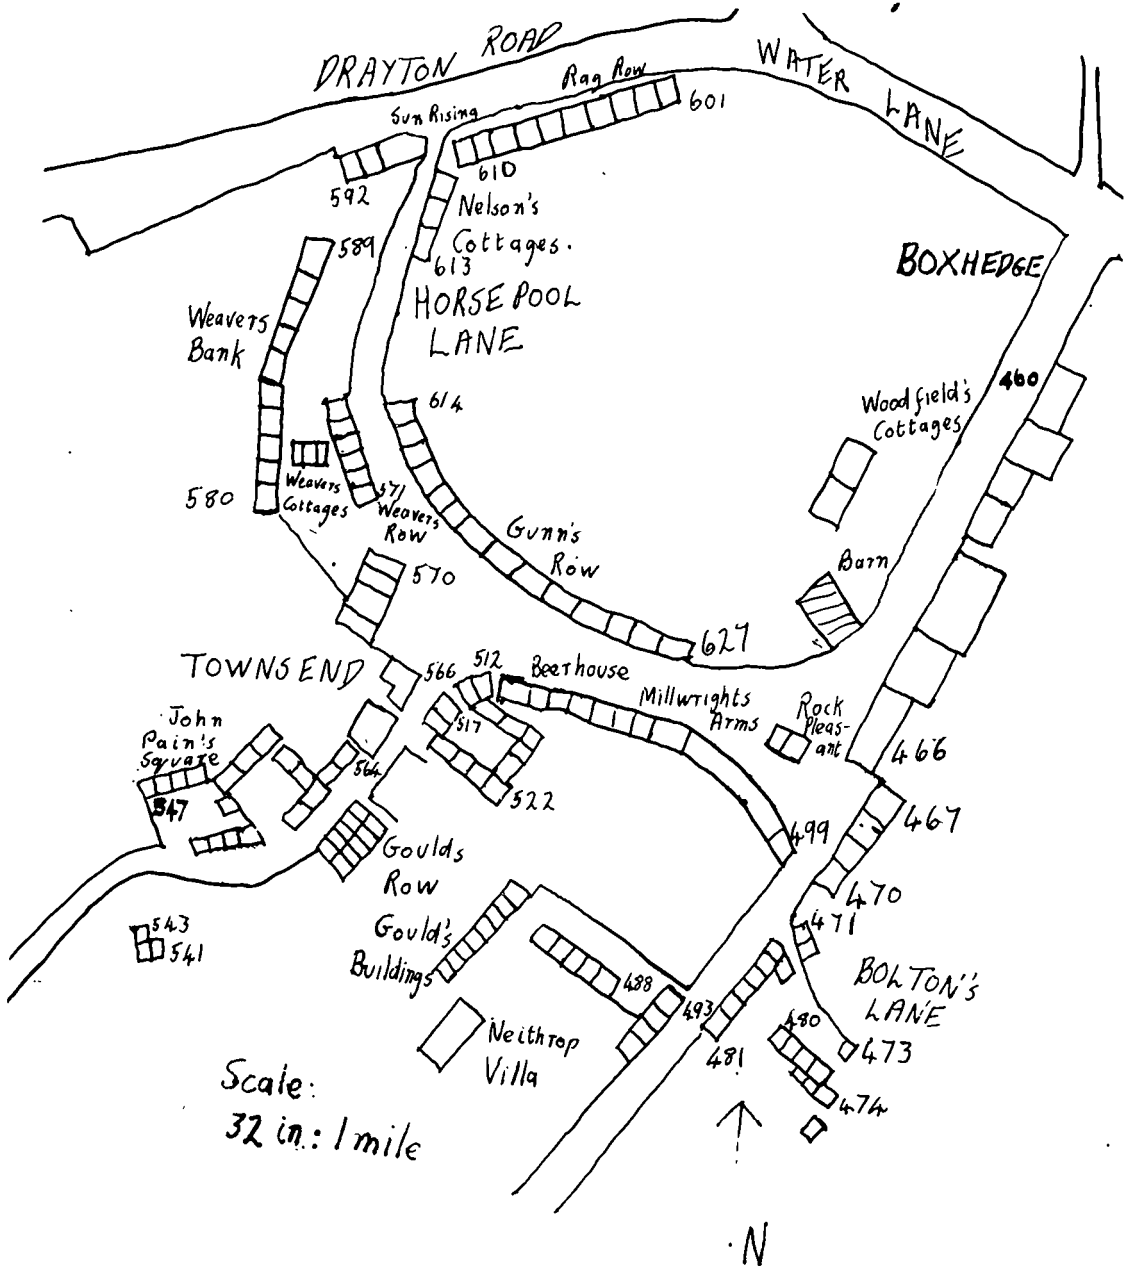 DRAYTON ROAD
WATER LANE
Rag Row
601
Sun Rising
592
610
Nelson's
Cottages.
613
589
BOXHEDGE
HORSE POOL
LANE
Weavers
Bank
460
614
Woodfield's
Cottages
580
Weavers
Cottages
571
Weavers
Row
Gunn's
Row
Barn
570
627
TOWNSEND
566
512
Beerhouse
Millwrights
Arms
Rock
Pleas-
ant
John
Pain's
Square
517
564
466
547
522
467
499
Goulds
Row
470
471
Gould's
Buildings
543
541
488
493
BOLTON'S
LANE
480
481
473
Neithrop
Villa
474
Scale:
32 in.: 1 mile
N